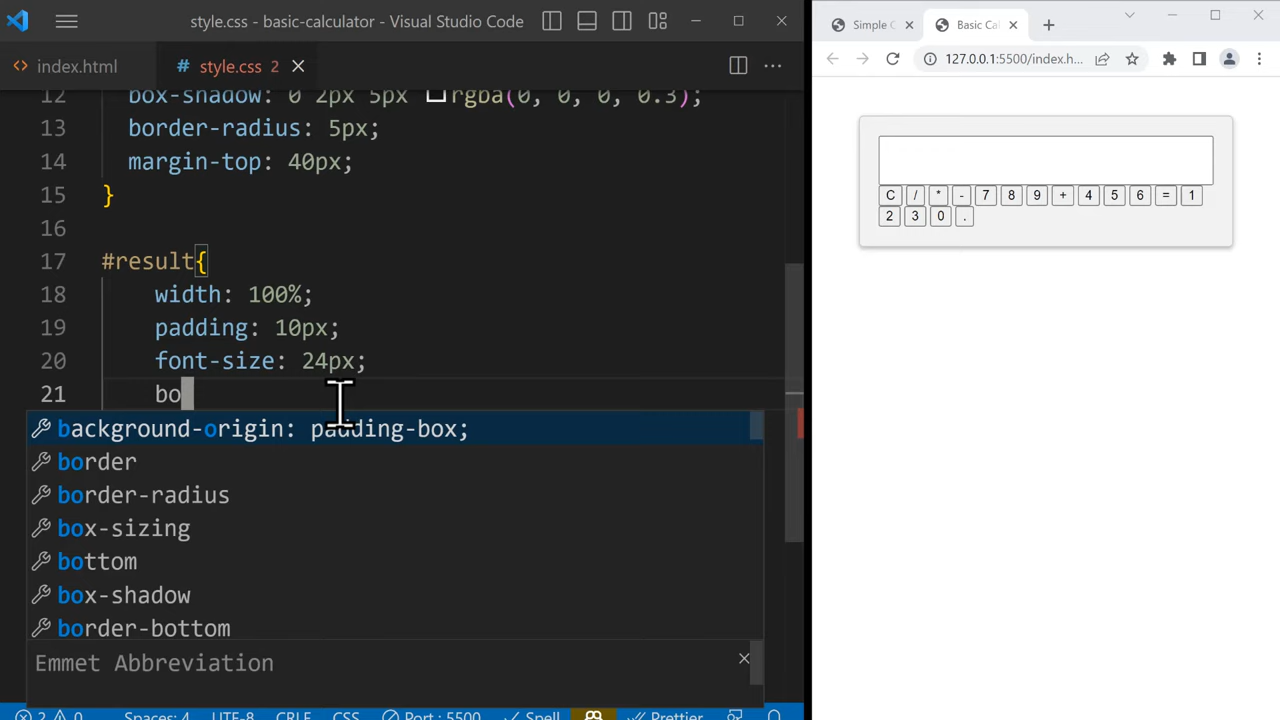 style.css - basic-calculator - Visual Studio Code
index.html
style.css 2
12 box-shadow: 0 2px 5px rgba(0, 0, 0, 0.3);
13 border-radius: 5px;
14 margin-top: 40px;
15 }
16
17 #result{
18 width: 100%;
19 padding: 10px;
20 font-size: 24px;
21 bo
background-origin: padding-box;
border
border-radius
box-sizing
bottom
box-shadow
border-bottom
Emmet Abbreviation
2 0 Spaces: 4 UTF-8 CRLF CSS Port : 5500 Spell Prettier
Simple C
Basic Cal
127.0.0.1:5500/index.h...
C / * - 7 8 9 + 4 5 6 = 1
2 3 0 .